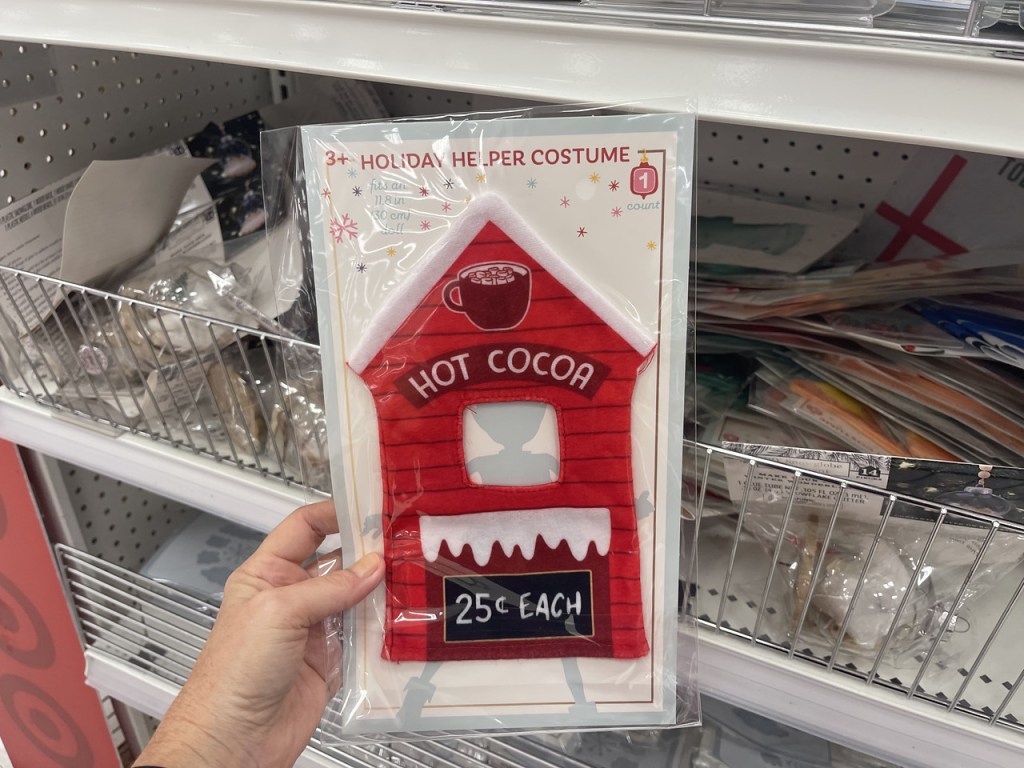 3+ HOLIDAY HELPER COSTUME
fits an
11.8 in
(30 cm)
doll
1
count
HOT COCOA
25¢ EACH